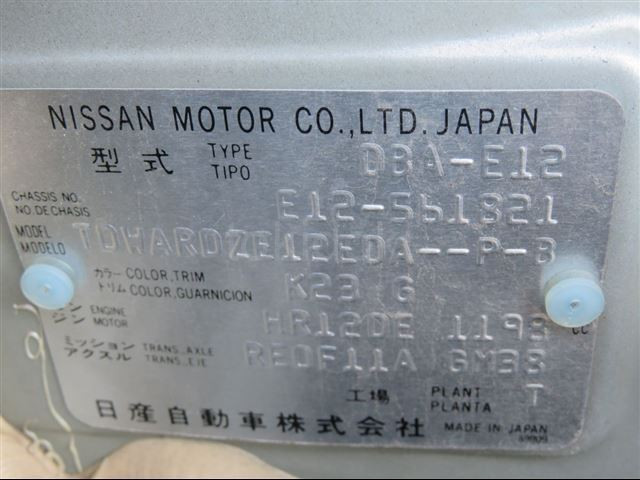 NISSAN MOTOR CO.,LTD. JAPAN
型式 TYPE TIPO DBA-E12
CHASSIS NO. NO.DE CHASIS E12-561821
MODEL MODELO TDHARDZE12EDA--P-B
カラー COLOR,TRIM トリム COLOR,GUARNICION K23 G
ジン ENGINE MOTOR HR12DE 1198 cc
ミッション TRANS..AXLE アクスル TRANS..EJE RE0F11A GM38
工場 PLANT PLANTA T
日産自動車株式会社 MADE IN JAPAN